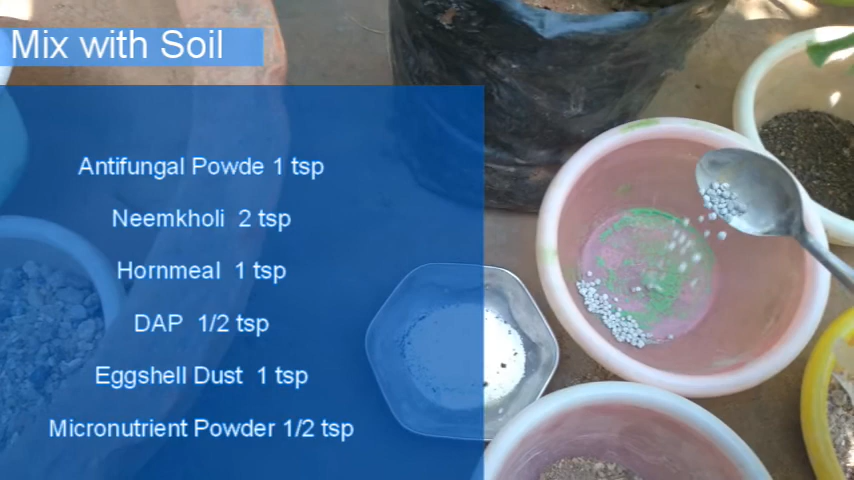 Mix with Soil
Antifungal Powde 1 tsp
Neemkholi 2 tsp
Hornmeal 1 tsp
DAP 1/2 tsp
Eggshell Dust 1 tsp
Micronutrient Powder 1/2 tsp